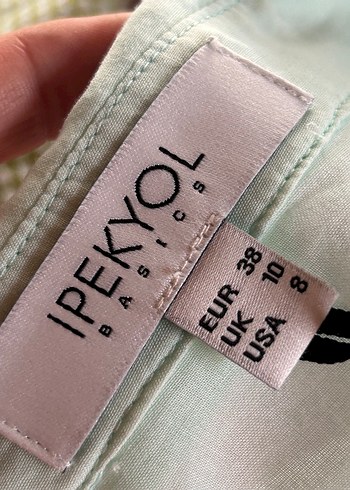 IPEKYOL
BASICS
EUR 38
UK 10
USA 8